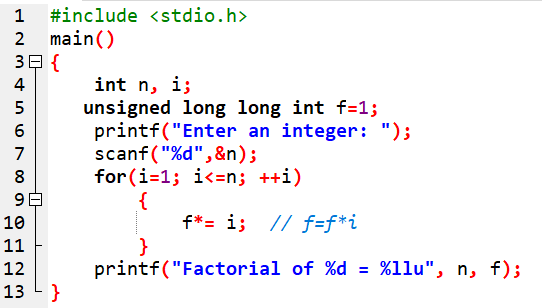 1 #include <stdio.h>
2 main()
3 {
4 int n, i;
5 unsigned long long int f=1;
6 printf("Enter an integer: ");
7 scanf("%d",&n);
8 for(i=1; i<=n; ++i)
9 {
10 f*= i; // f=f*i
11 }
12 printf("Factorial of %d = %llu", n, f);
13 }